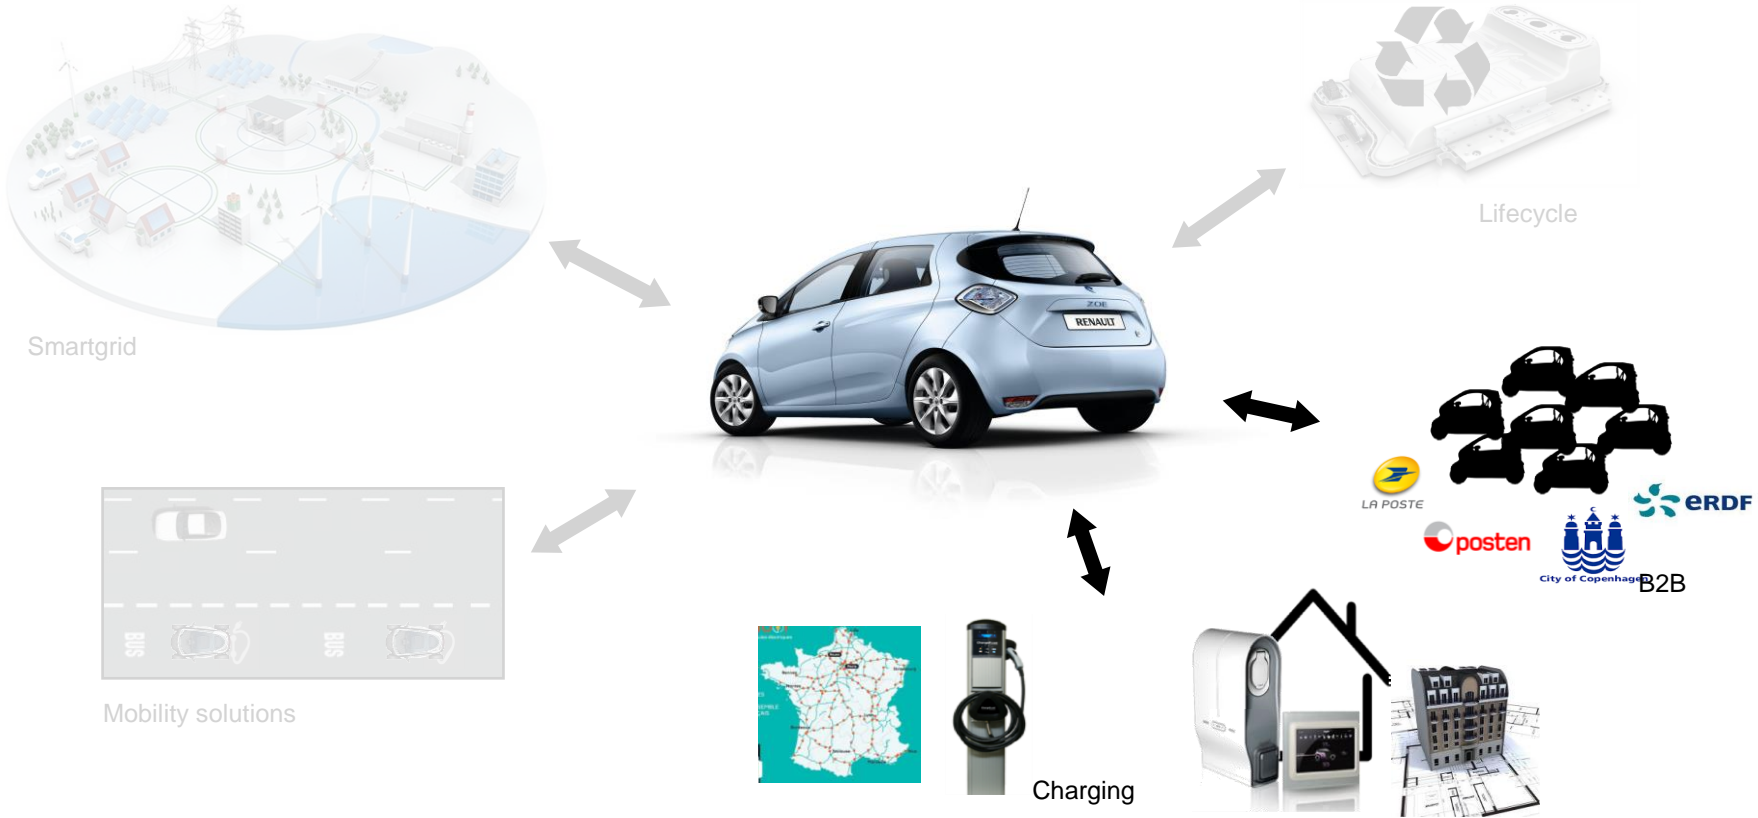 Smartgrid
Lifecycle
ZOE
RENAULT
LA POSTE
eRDF
posten
City of Copenhagen
B2B
BUS
BUS
Mobility solutions
Charging